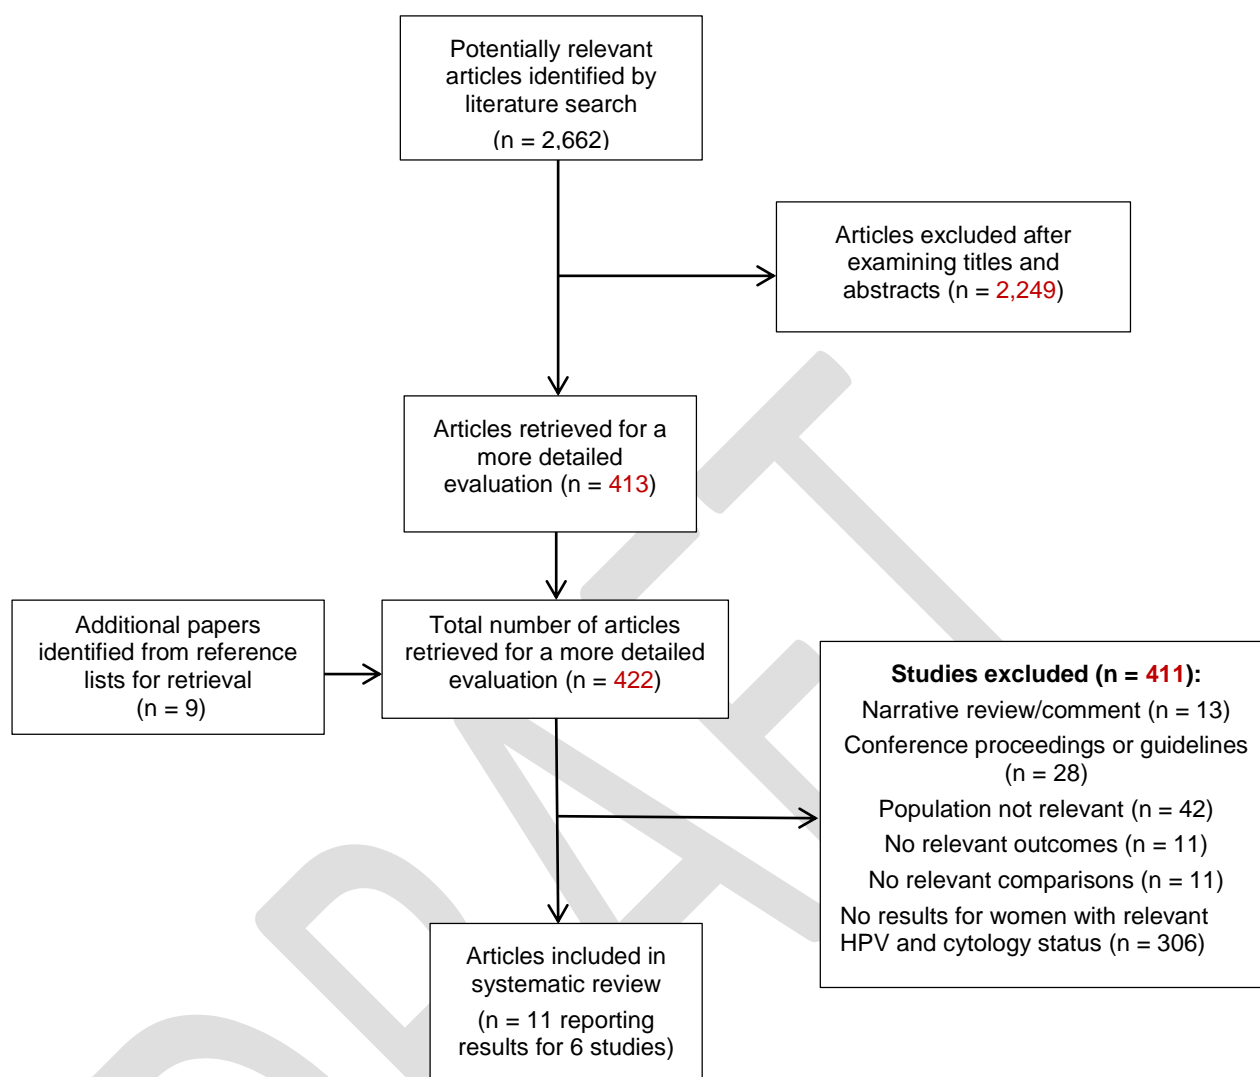 Potentially relevant
articles identified by
literature search
(n = 2,662)
Articles excluded after
examining titles and
abstracts (n = 2,249)
Articles retrieved for a
more detailed
evaluation (n = 413)
Additional papers
identified from reference
lists for retrieval
(n = 9)
Total number of articles
retrieved for a more detailed
evaluation (n = 422)
Studies excluded (n = 411):
Narrative review/comment (n = 13)
Conference proceedings or guidelines
(n = 28)
Population not relevant (n = 42)
No relevant outcomes (n = 11)
No relevant comparisons (n = 11)
No results for women with relevant
HPV and cytology status (n = 306)
Articles included in
systematic review
(n = 11 reporting
results for 6 studies)
DRAFT